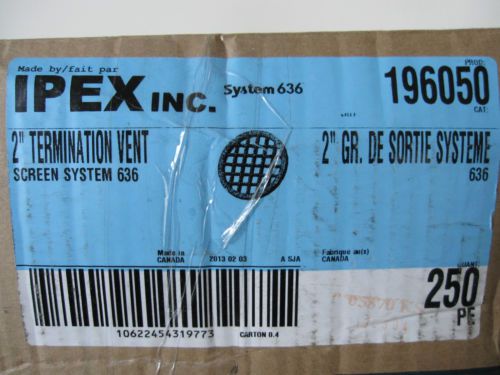 Made by/fait par
IPEX INC.
System 636
PROD:
196050
CAT:
2" TERMINATION VENT
SCREEN SYSTEM 636
2" GR. DE SORTIE SYSTEME
636
Made in
CANADA
2013 02 03
A SJA
Fabrique au(x)
CANADA
QUANT.
250
PE
10622454319773
CARTON 0.4